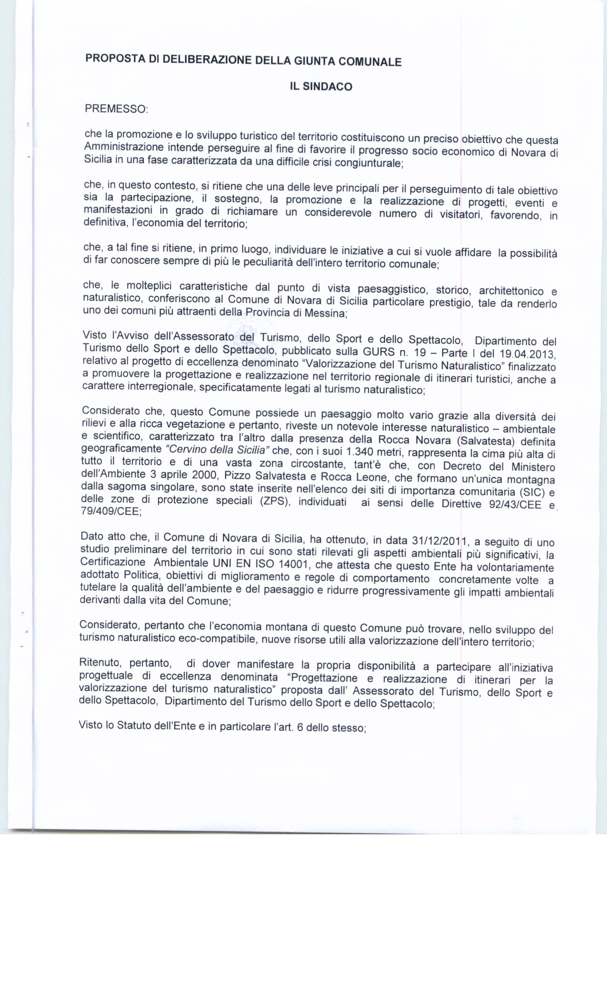 PROPOSTA DI DELIBERAZIONE DELLA GIUNTA COMUNALE
IL SINDACO
PREMESSO:
che la promozione e lo sviluppo turistico del territorio costituiscono un preciso obiettivo che questa
Amministrazione intende perseguire al fine di favorire il progresso socio economico di Novara di
Sicilia in una fase caratterizzata da una difficile crisi congiunturale;
che, in questo contesto, si ritiene che una delle leve principali per il perseguimento di tale obiettivo
sia la partecipazione, il sostegno, la promozione e la realizzazione di progetti, eventi e
manifestazioni in grado di richiamare un considerevole numero di visitatori, favorendo, in
definitiva, l'economia del territorio;
che, a tal fine si ritiene, in primo luogo, individuare le iniziative a cui si vuole affidare la possibilità
di far conoscere sempre di più le peculiarità dell'intero territorio comunale;
che, le molteplici caratteristiche dal punto di vista paesaggistico, storico, architettonico e
naturalistico, conferiscono al Comune di Novara di Sicilia particolare prestigio, tale da renderlo
uno dei comuni più attraenti della Provincia di Messina;
Visto l'Avviso dell'Assessorato del Turismo, dello Sport e dello Spettacolo, Dipartimento del
Turismo dello Sport e dello Spettacolo, pubblicato sulla GURS n. 19 – Parte I del 19.04.2013,
relativo al progetto di eccellenza denominato “Valorizzazione del Turismo Naturalistico” finalizzato
a promuovere la progettazione e realizzazione nel territorio regionale di itinerari turistici, anche a
carattere interregionale, specificatamente legati al turismo naturalistico;
Considerato che, questo Comune possiede un paesaggio molto vario grazie alla diversità dei
rilievi e alla ricca vegetazione e pertanto, riveste un notevole interesse naturalistico – ambientale
e scientifico, caratterizzato tra l'altro dalla presenza della Rocca Novara (Salvatesta) definita
geograficamente “Cervino della Sicilia” che, con i suoi 1.340 metri, rappresenta la cima più alta di
tutto il territorio e di una vasta zona circostante, tant'è che, con Decreto del Ministero
dell'Ambiente 3 aprile 2000, Pizzo Salvatesta e Rocca Leone, che formano un'unica montagna
dalla sagoma singolare, sono state inserite nell'elenco dei siti di importanza comunitaria (SIC) e
delle zone di protezione speciali (ZPS), individuati ai sensi delle Direttive 92/43/CEE e
79/409/CEE;
Dato atto che, il Comune di Novara di Sicilia, ha ottenuto, in data 31/12/2011, a seguito di uno
studio preliminare del territorio in cui sono stati rilevati gli aspetti ambientali più significativi, la
Certificazione Ambientale UNI EN ISO 14001, che attesta che questo Ente ha volontariamente
adottato Politica, obiettivi di miglioramento e regole di comportamento concretamente volte a
tutelare la qualità dell'ambiente e del paesaggio e ridurre progressivamente gli impatti ambientali
derivanti dalla vita del Comune;
Considerato, pertanto che l'economia montana di questo Comune può trovare, nello sviluppo del
turismo naturalistico eco-compatibile, nuove risorse utili alla valorizzazione dell'intero territorio;
Ritenuto, pertanto, di dover manifestare la propria disponibilità a partecipare all'iniziativa
progettuale di eccellenza denominata “Progettazione e realizzazione di itinerari per la
valorizzazione del turismo naturalistico” proposta dall' Assessorato del Turismo, dello Sport e
dello Spettacolo, Dipartimento del Turismo dello Sport e dello Spettacolo;
Visto lo Statuto dell'Ente e in particolare l'art. 6 dello stesso;